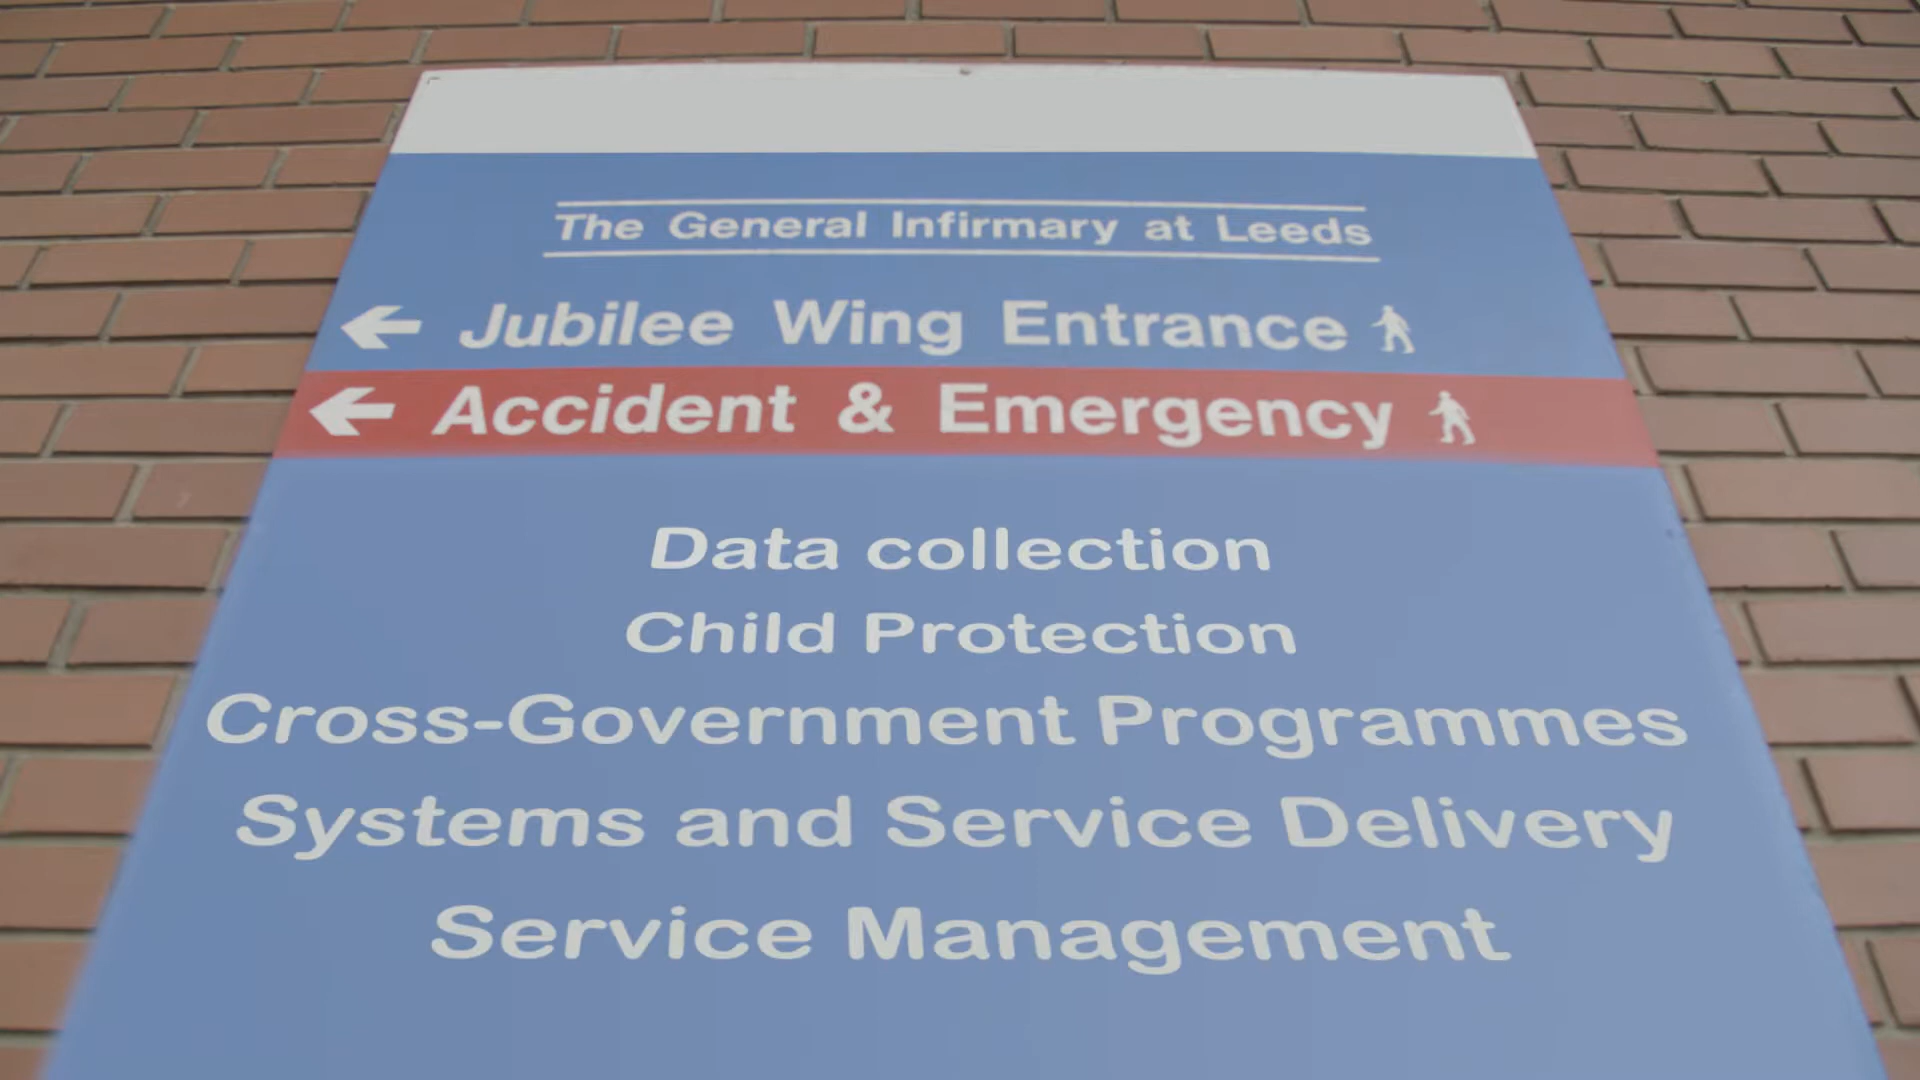 The General Infirmary at Leeds
Jubilee Wing Entrance
Accident & Emergency
Data collection
Child Protection
Cross-Government Programmes
Systems and Service Delivery
Service Management